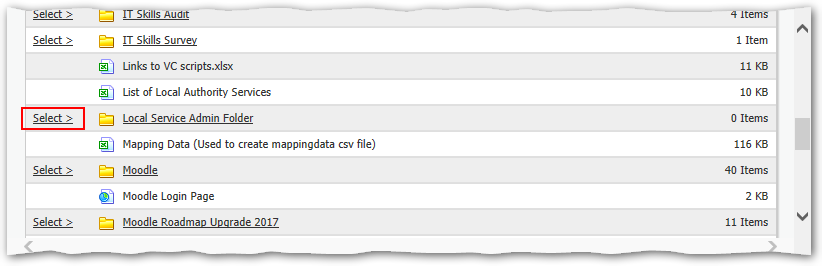 Select > IT Skills Audit 4 Items
Select > IT Skills Survey 1 Item
Links to VC scripts.xlsx 11 KB
List of Local Authority Services 10 KB
Select > Local Service Admin Folder 0 Items
Mapping Data (Used to create mappingdata csv file) 116 KB
Select > Moodle 40 Items
Moodle Login Page 2 KB
Select > Moodle Roadmap Upgrade 2017 11 Items